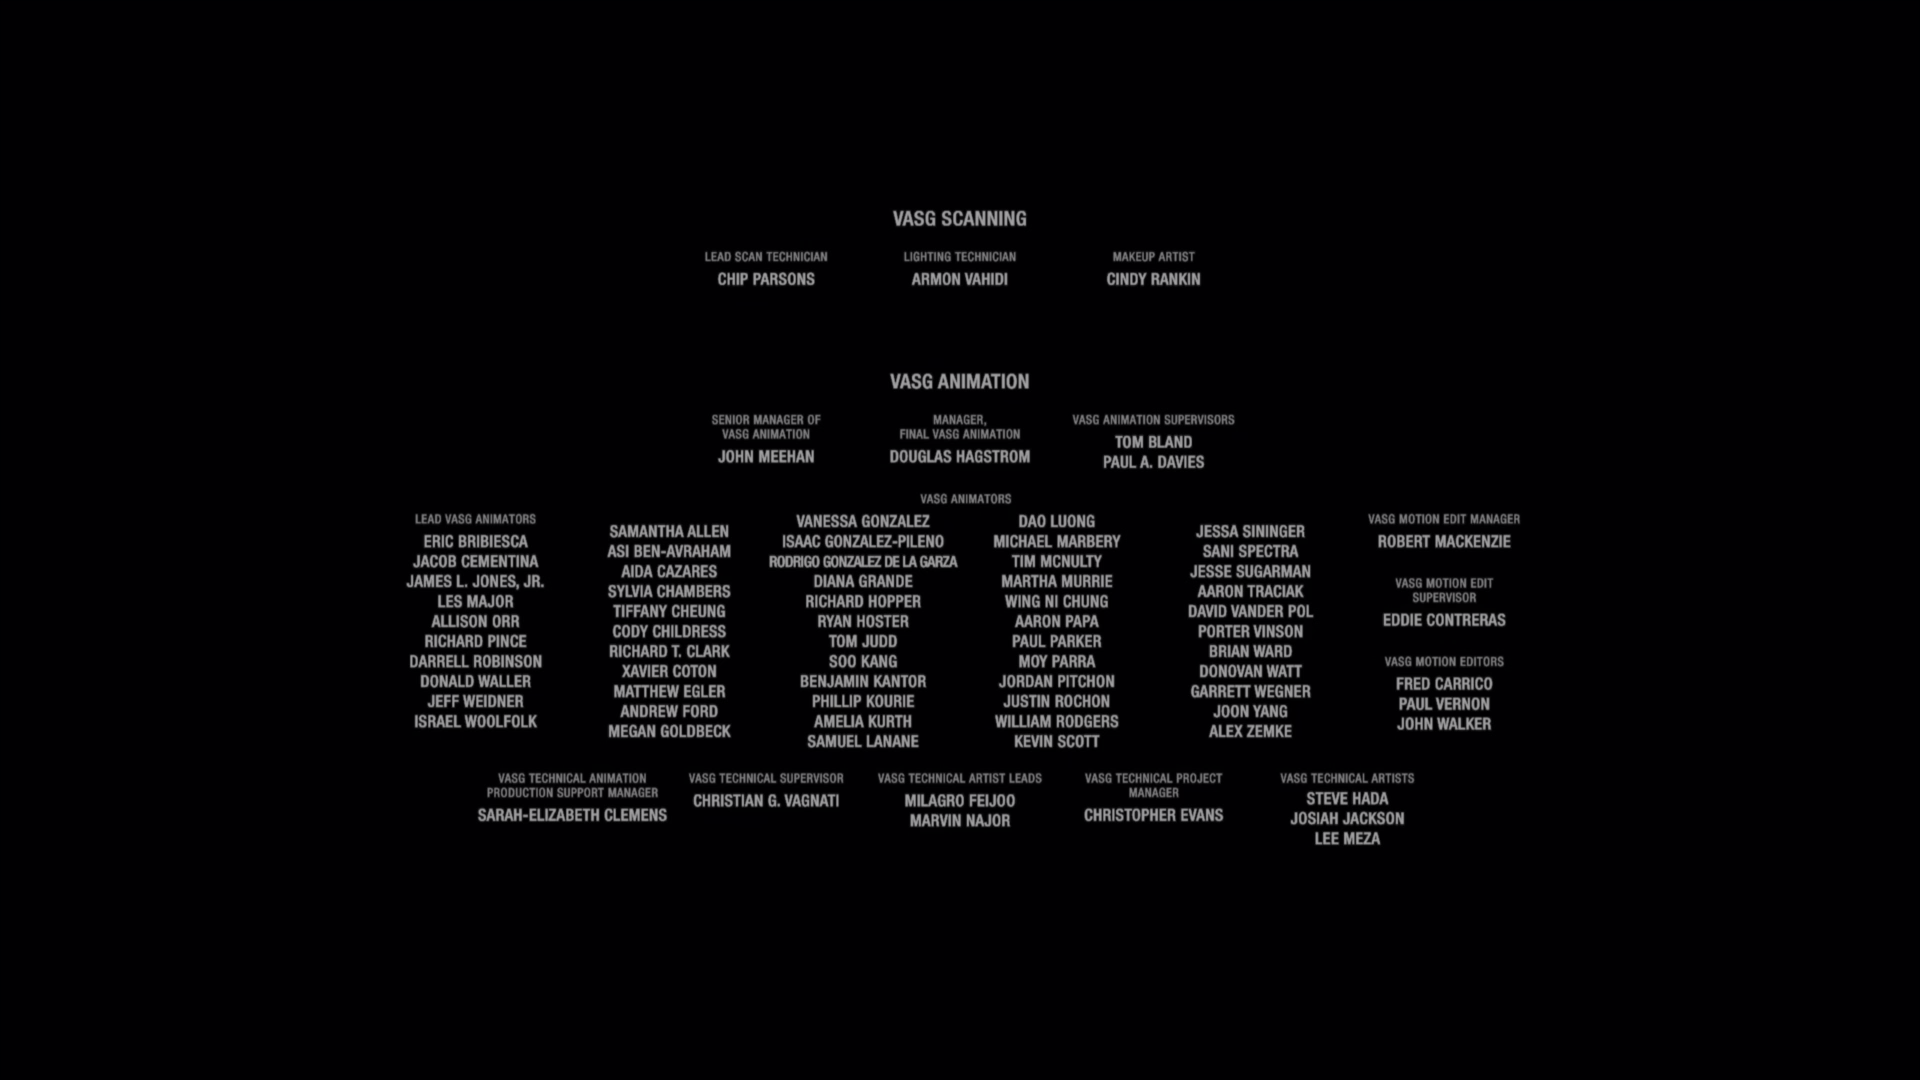 VASG SCANNING
LEAD SCAN TECHNICIAN
CHIP PARSONS
LIGHTING TECHNICIAN
ARMON VAHIDI
MAKEUP ARTIST
CINDY RANKIN
VASG ANIMATION
SENIOR MANAGER OF
VASG ANIMATION
JOHN MEEHAN
MANAGER,
FINAL VASG ANIMATION
DOUGLAS HAGSTROM
VASG ANIMATION SUPERVISORS
TOM BLAND
PAUL A. DAVIES
LEAD VASG ANIMATORS
ERIC BRIBIESCA
JACOB CEMENTINA
JAMES L. JONES, JR.
LES MAJOR
ALLISON ORR
RICHARD PINCE
DARRELL ROBINSON
DONALD WALLER
JEFF WEIDNER
ISRAEL WOOLFOLK
VASG ANIMATORS
SAMANTHA ALLEN
ASI BEN-AVRAHAM
AIDA CAZARES
SYLVIA CHAMBERS
TIFFANY CHEUNG
CODY CHILDRESS
RICHARD T. CLARK
XAVIER COTON
MATTHEW EGLER
ANDREW FORD
MEGAN GOLDBECK
VANESSA GONZALEZ
ISAAC GONZALEZ-PILENO
RODRIGO GONZALEZ DE LA GARZA
DIANA GRANDE
RICHARD HOPPER
RYAN HOSTER
TOM JUDD
SOO KANG
BENJAMIN KANTOR
PHILLIP KOURIE
AMELIA KURTH
SAMUEL LANANE
DAO LUONG
MICHAEL MARBERY
TIM MCNULTY
MARTHA MURRIE
WING NI CHUNG
AARON PAPA
PAUL PARKER
MOY PARRA
JORDAN PITCHON
JUSTIN ROCHON
WILLIAM RODGERS
KEVIN SCOTT
JESSA SININGER
SANI SPECTRA
JESSE SUGARMAN
AARON TRACIAK
DAVID VANDER POL
PORTER VINSON
BRIAN WARD
DONOVAN WATT
GARRETT WEGNER
JOON YANG
ALEX ZEMKE
VASG MOTION EDIT MANAGER
ROBERT MACKENZIE
VASG MOTION EDIT
SUPERVISOR
EDDIE CONTRERAS
VASG MOTION EDITORS
FRED CARRICO
PAUL VERNON
JOHN WALKER
VASG TECHNICAL ANIMATION
PRODUCTION SUPPORT MANAGER
SARAH-ELIZABETH CLEMENS
VASG TECHNICAL SUPERVISOR
CHRISTIAN G. VAGNATI
VASG TECHNICAL ARTIST LEADS
MILAGRO FEIJOO
MARVIN NAJOR
VASG TECHNICAL PROJECT
MANAGER
CHRISTOPHER EVANS
VASG TECHNICAL ARTISTS
STEVE HADA
JOSIAH JACKSON
LEE MEZA